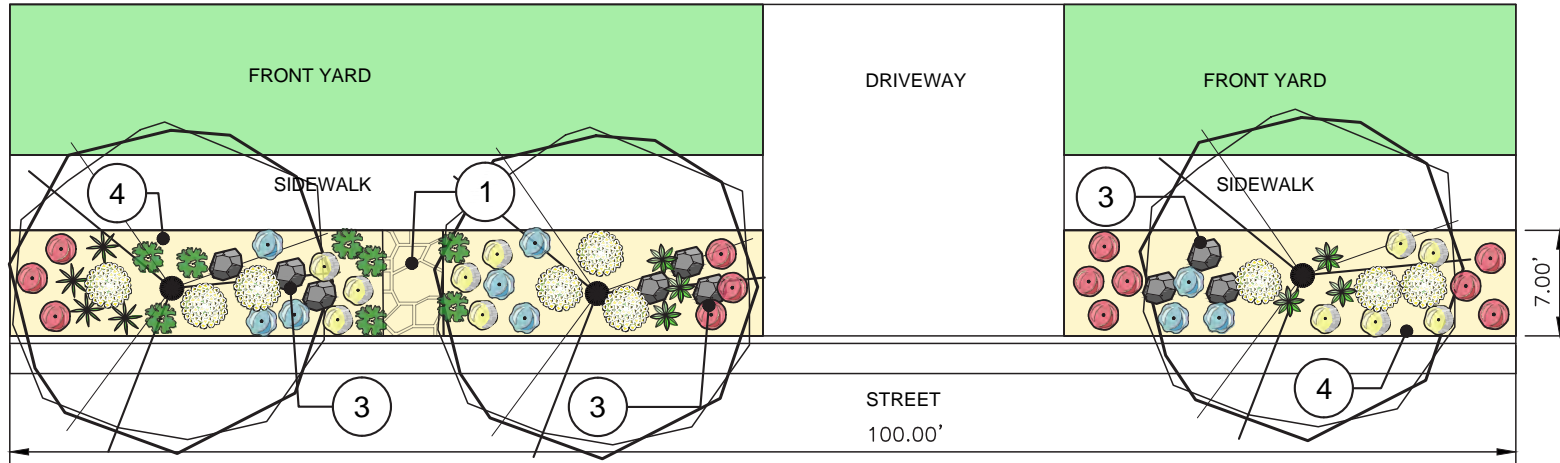 FRONT YARD
DRIVEWAY
FRONT YARD
SIDEWALK
SIDEWALK
4
1
3
7.00'
3
3
4
STREET
100.00'